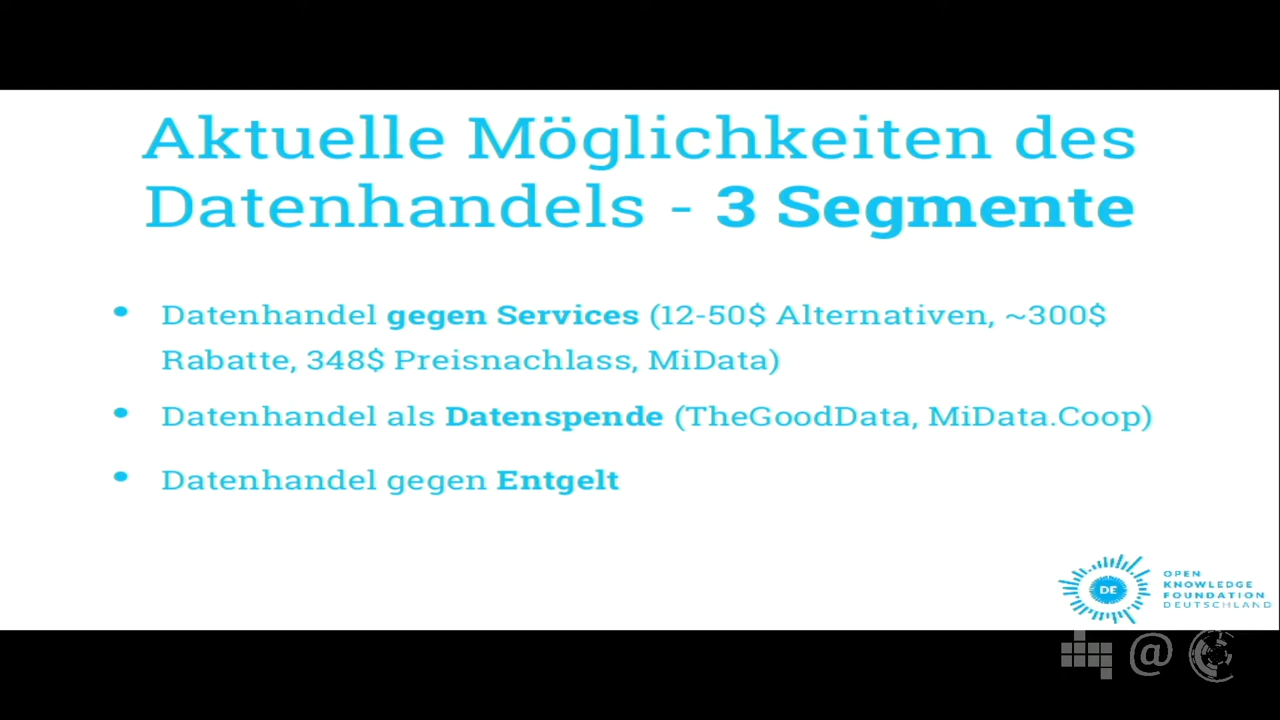 Aktuelle Möglichkeiten des
Datenhandels - 3 Segmente
• Datenhandel gegen Services (12-50$ Alternativen, ~300$
Rabatte, 348$ Preisnachlass, MiData)
• Datenhandel als Datenspende (TheGoodData, MiData.Coop)
• Datenhandel gegen Entgelt
DE
OPEN
KNOWLEDGE
FOUNDATION
DEUTSCHLAND
@